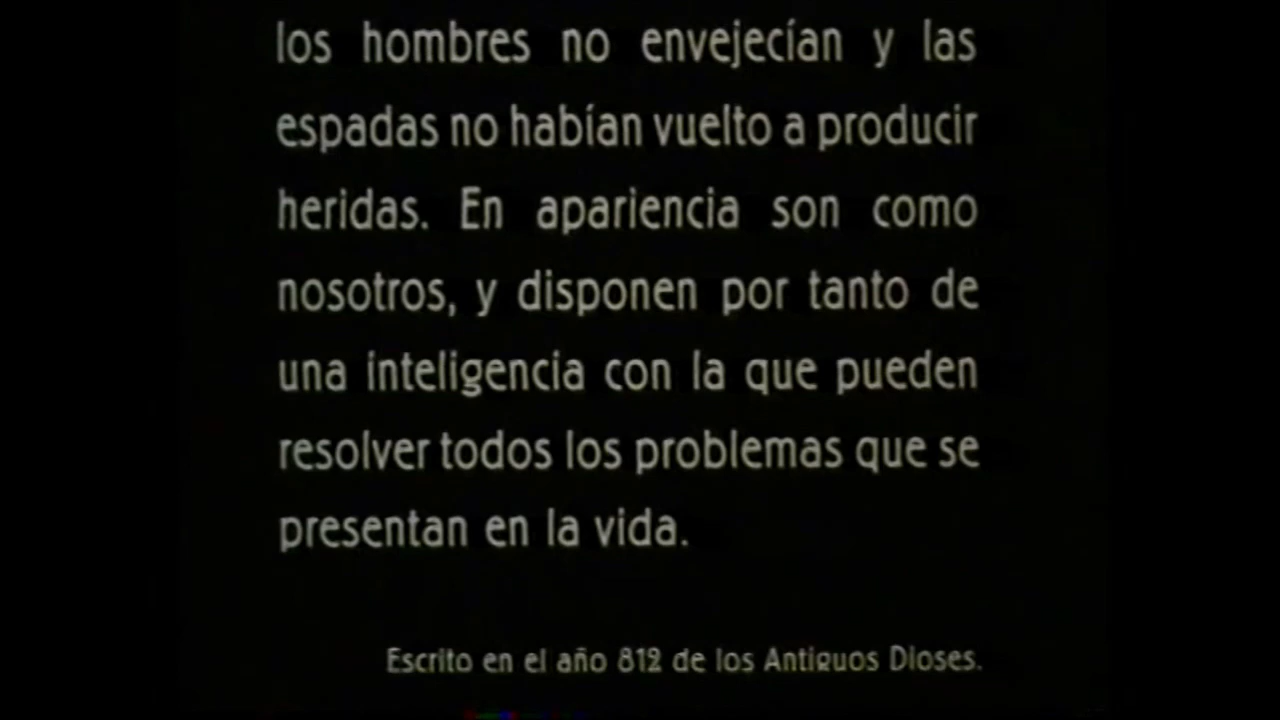 los hombres no envejecían y las
espadas no habían vuelto a producir
heridas. En apariencia son como
nosotros, y disponen por tanto de
una inteligencia con la que pueden
resolver todos los problemas que se
presentan en la vida.
Escrito en el año 812 de los Antiguos Dioses.